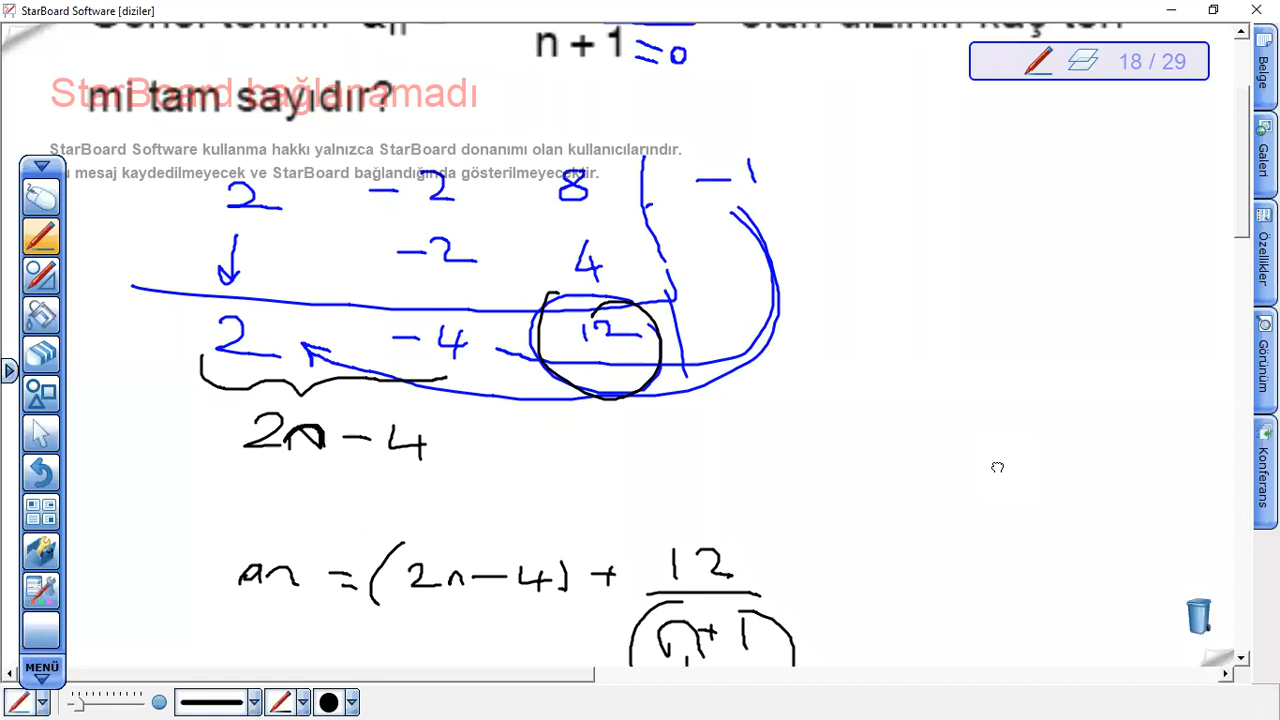 StarBoard Software [diziler]
n + 1 = 0
18 / 29
StarBoard bağlanamadı
mi tam sayıdır?
StarBoard Software kullanma hakkı yalnızca StarBoard donanımı olan kullanıcılarındır.
mesaj kaydedilmeyecek ve StarBoard bağlandığında gösterilmeyecektir.
2 -2 8 -1
-2 4
2 -4 12
2n - 4
an = (2n - 4) + 12
n + 1
MENÜ
Belge
Galeri
Özellikler
Görünüm
Konferans